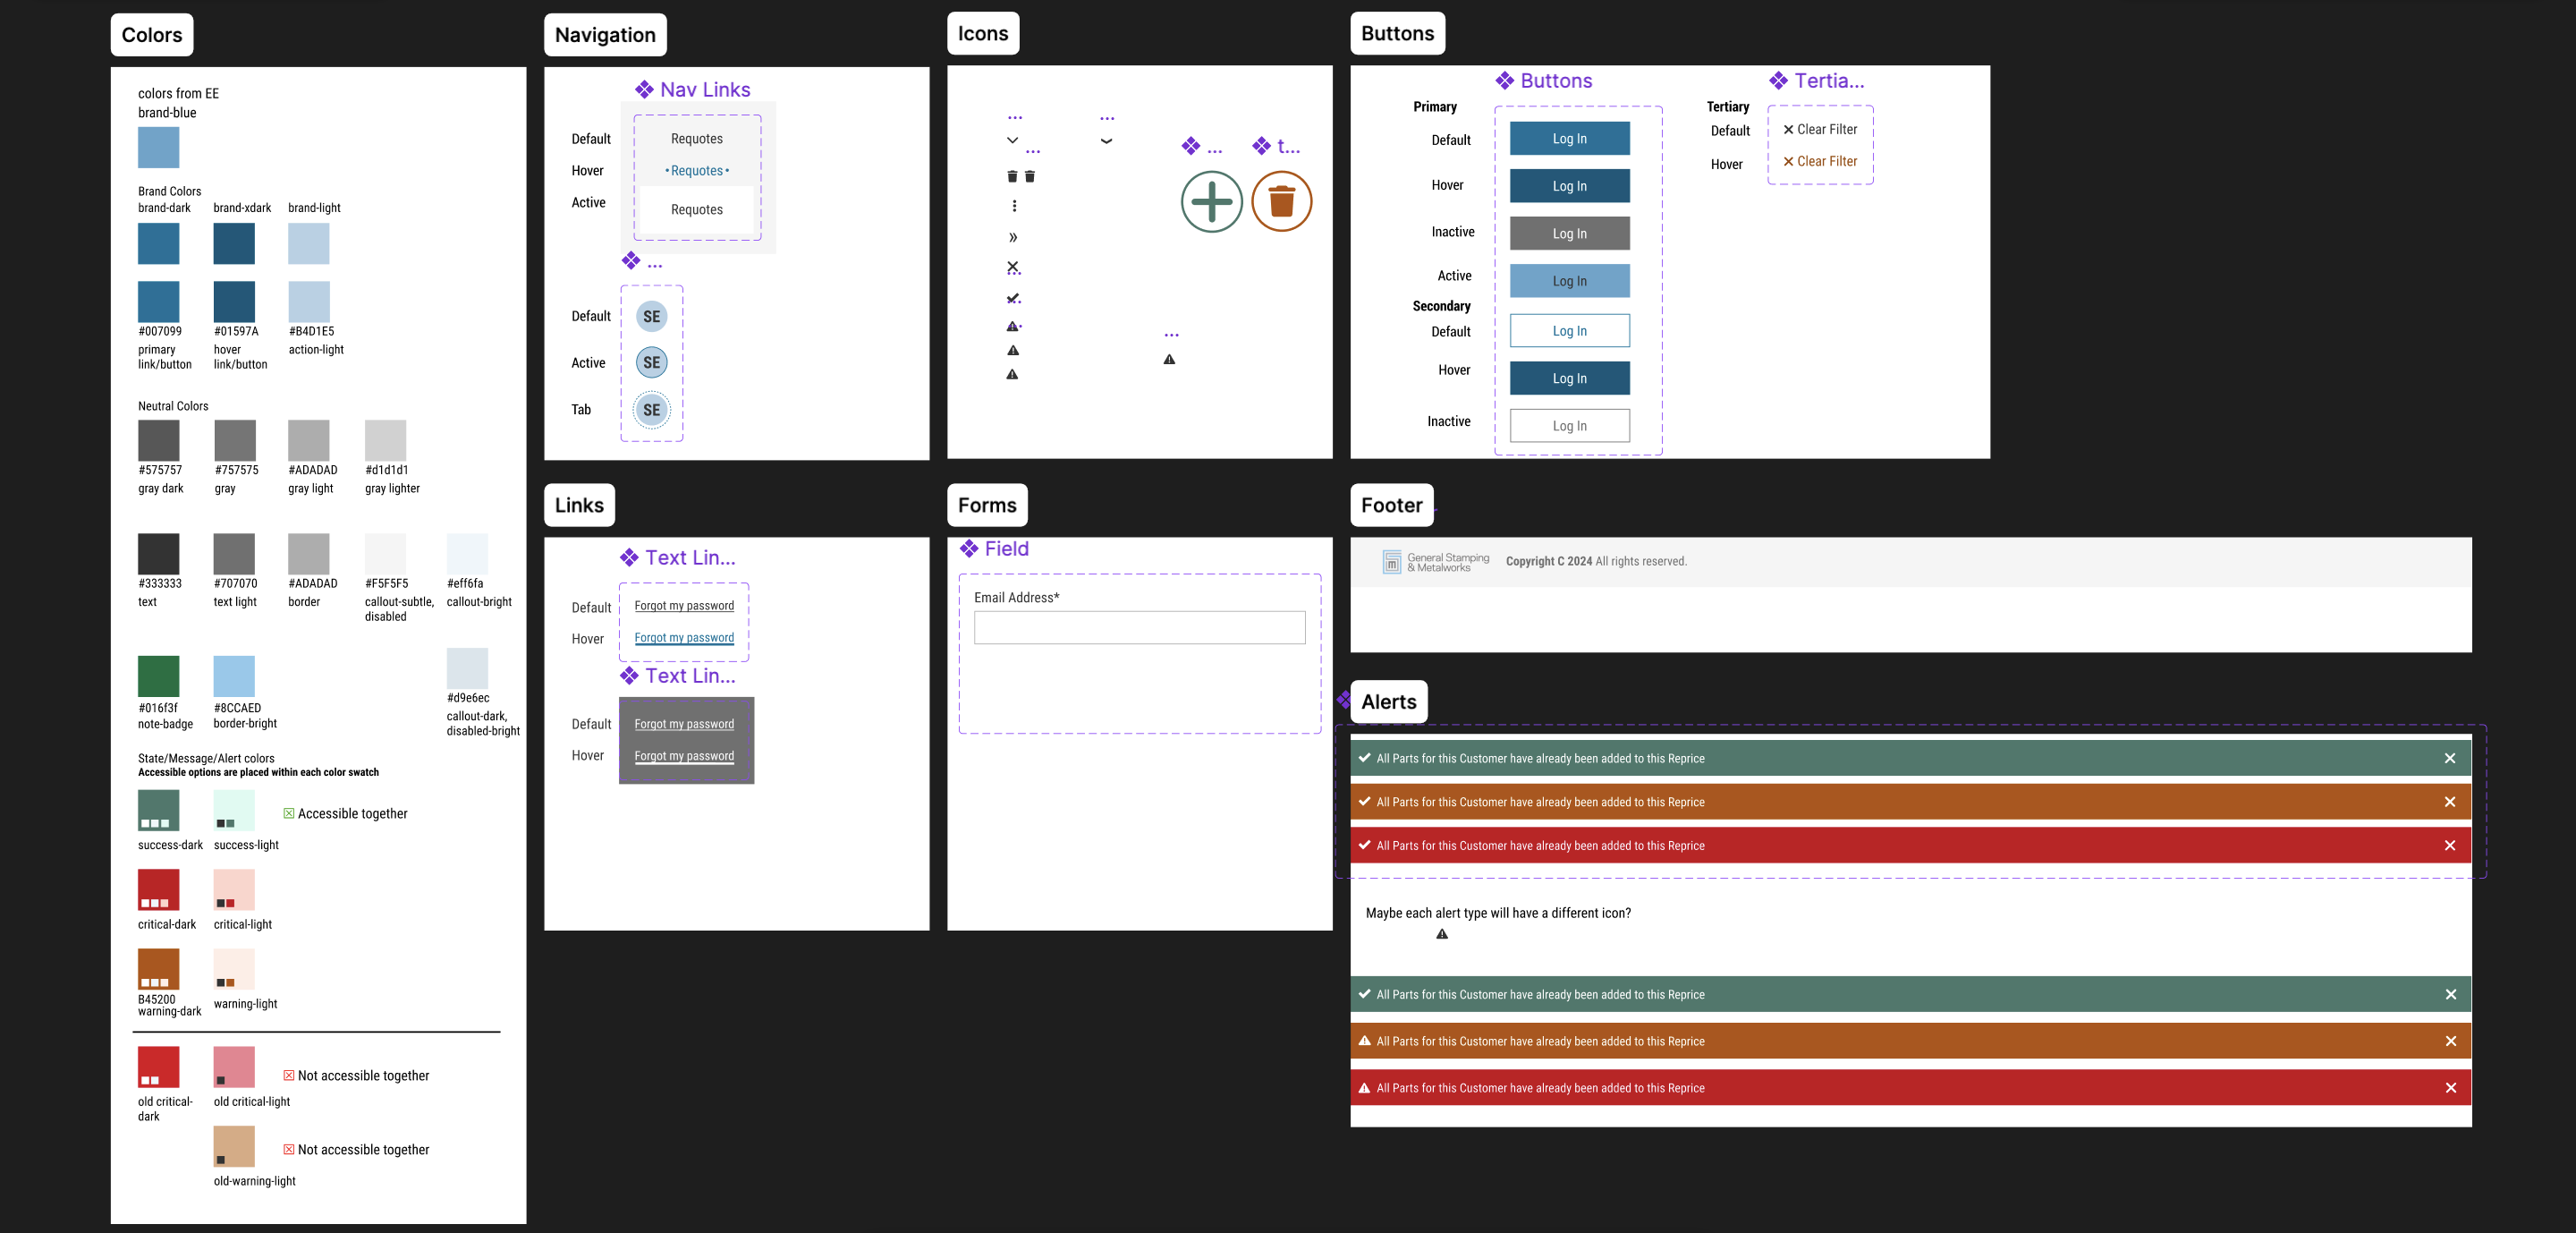 Colors
colors from EE
brand-blue
Brand Colors
brand-dark
brand-xdark
brand-light
#007099
primary
link/button
#01597A
hover
link/button
#B4D1E5
action-light
Neutral Colors
#575757
gray dark
#757575
gray
#ADADAD
gray light
#d1d1d1
gray lighter
#333333
text
#707070
text light
#ADADAD
border
#F5F5F5
callout-subtle,
disabled
#eff6fa
callout-bright
#016f3f
note-badge
#8CCAED
border-bright
#d9e6ec
callout-dark,
disabled-bright
State/Message/Alert colors
Accessible options are placed within each color swatch
success-dark
success-light
Accessible together
critical-dark
critical-light
B45200
warning-dark
warning-light
old critical-
dark
old critical-light
Not accessible together
old-warning-light
Not accessible together
Navigation
Nav Links
Default
Requotes
Hover
•Requotes•
Active
Requotes
...
Default
SE
Active
SE
Tab
SE
Icons
...
...
...
...
t...
...
...
...
...
Buttons
Buttons
Primary
Default
Log In
Hover
Log In
Inactive
Log In
Active
Log In
Secondary
Default
Log In
Hover
Log In
Inactive
Log In
Tertia...
Tertiary
Default
Clear Filter
Hover
Clear Filter
Links
Text Lin...
Default
Forgot my password
Hover
Forgot my password
Text Lin...
Default
Forgot my password
Hover
Forgot my password
Forms
Field
Email Address*
Footer
General Stamping
& Metalworks
Copyright C 2024 All rights reserved.
Alerts
All Parts for this Customer have already been added to this Reprice
All Parts for this Customer have already been added to this Reprice
All Parts for this Customer have already been added to this Reprice
Maybe each alert type will have a different icon?
All Parts for this Customer have already been added to this Reprice
All Parts for this Customer have already been added to this Reprice
All Parts for this Customer have already been added to this Reprice